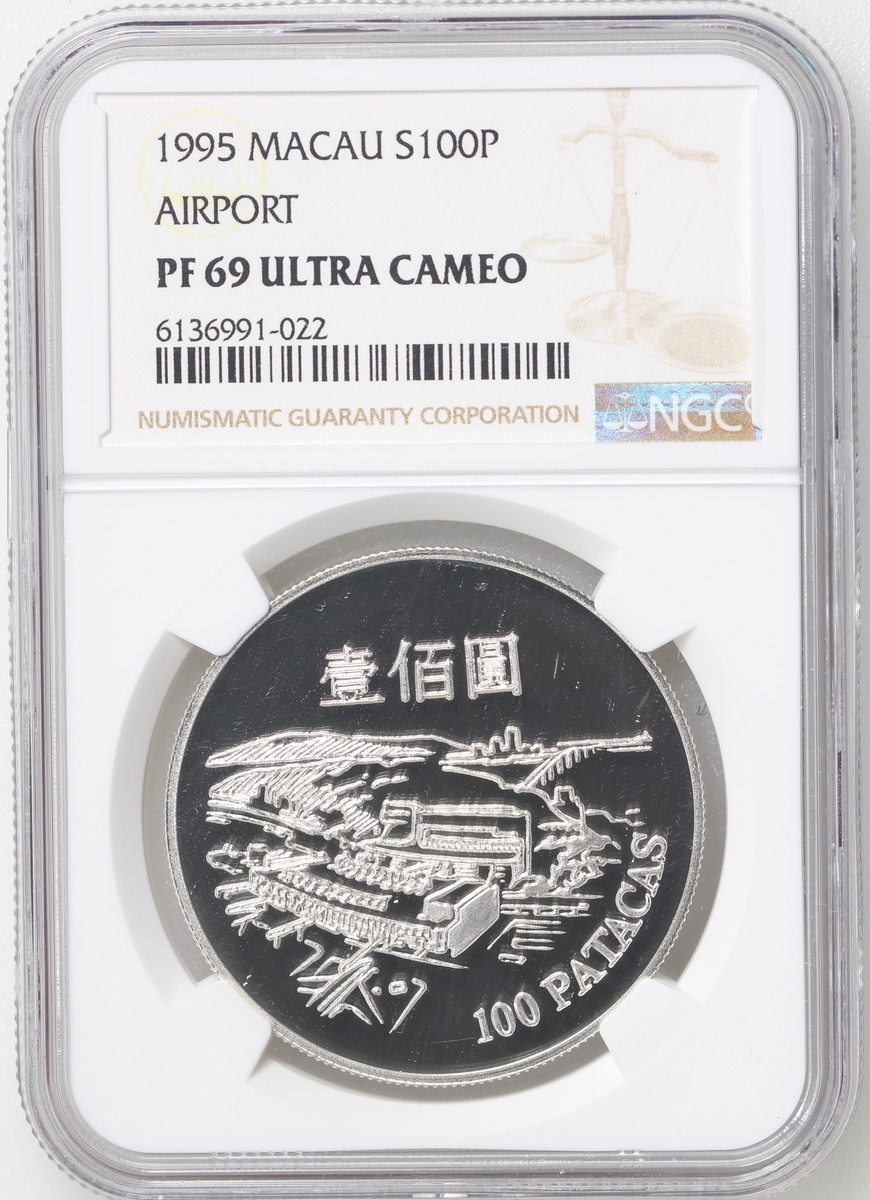 1995 MACAU S100P
AIRPORT
PF 69 ULTRA CAMEO
6136991-022
NUMISMATIC GUARANTY CORPORATION
NGC
壹佰圓
100 PATACAS